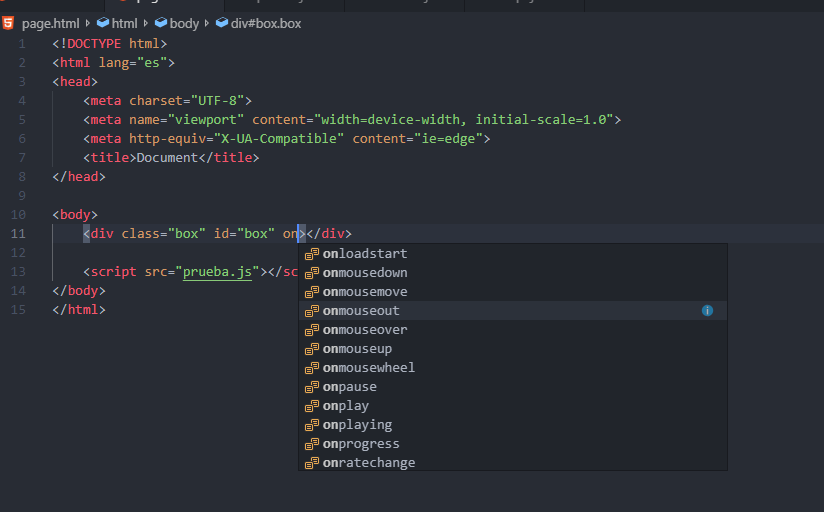 page.html > html > body > div#box.box
1 <!DOCTYPE html>
2 <html lang="es">
3 <head>
4 <meta charset="UTF-8">
5 <meta name="viewport" content="width=device-width, initial-scale=1.0">
6 <meta http-equiv="X-UA-Compatible" content="ie=edge">
7 <title>Document</title>
8 </head>
9
10 <body>
11 <div class="box" id="box" on></div>
12
13 <script src="prueba.js"></sc
14 </body>
15 </html>
onloadstart
onmousedown
onmousemove
onmouseout
onmouseover
onmouseup
onmousewheel
onpause
onplay
onplaying
onprogress
onratechange